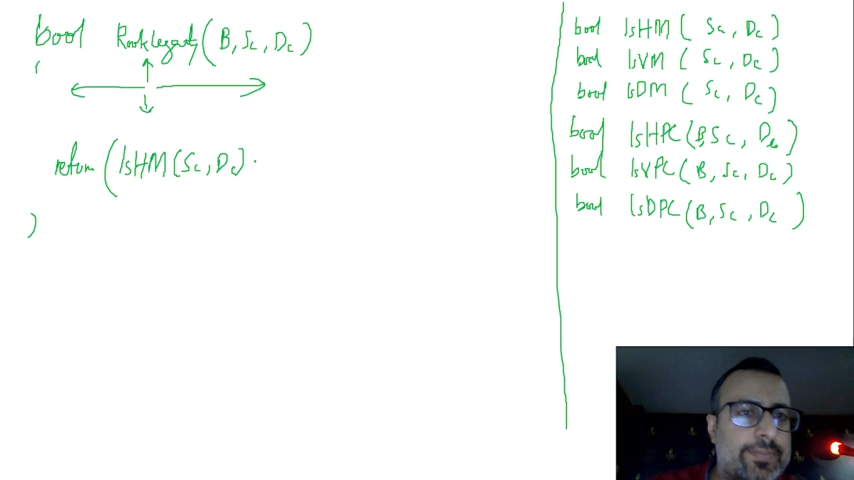 bool RookLegality(B, Sc, Dc)
(
return (IsHM(Sc, Dc) .
)
bool IsHM( Sc, Dc)
bool IsVM( Sc, Dc)
bool IsDM( Sc, Dc)
bool IsHPC(B, Sc, Dc)
bool IsVPC(B, Sc, Dc)
bool IsDPC(B, Sc, Dc)